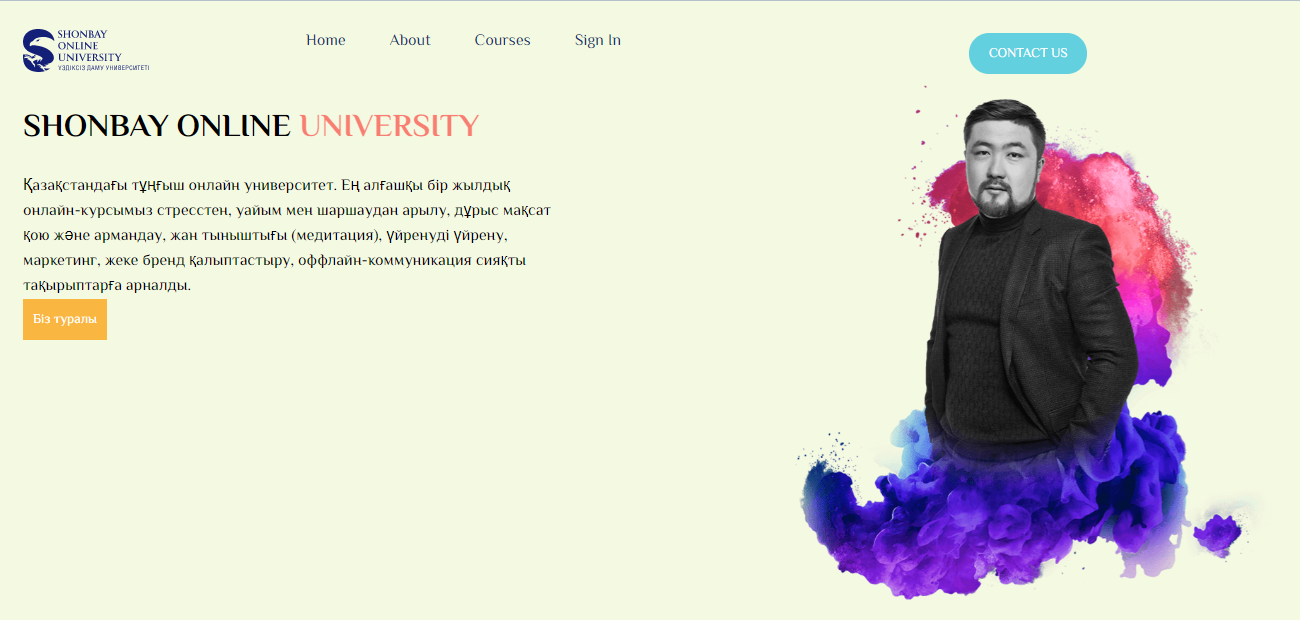 SHONBAY
ONLINE
UNIVERSITY
ҮЗДІКСІЗ ДАМУ УНИВЕРСИТЕТІ
Home About Courses Sign In
CONTACT US
SHONBAY ONLINE UNIVERSITY
Қазақстандағы тұңғыш онлайн университет. Ең алғашқы бір жылдық
онлайн-курсымыз стресстен, уайым мен шаршаудан арылу, дұрыс мақсат
қою және армандау, жан тыныштығы (медитация), үйренуді үйрену,
маркетинг, жеке бренд қалыптастыру, оффлайн-коммуникация сияқты
тақырыптарға арналды.
Біз туралы